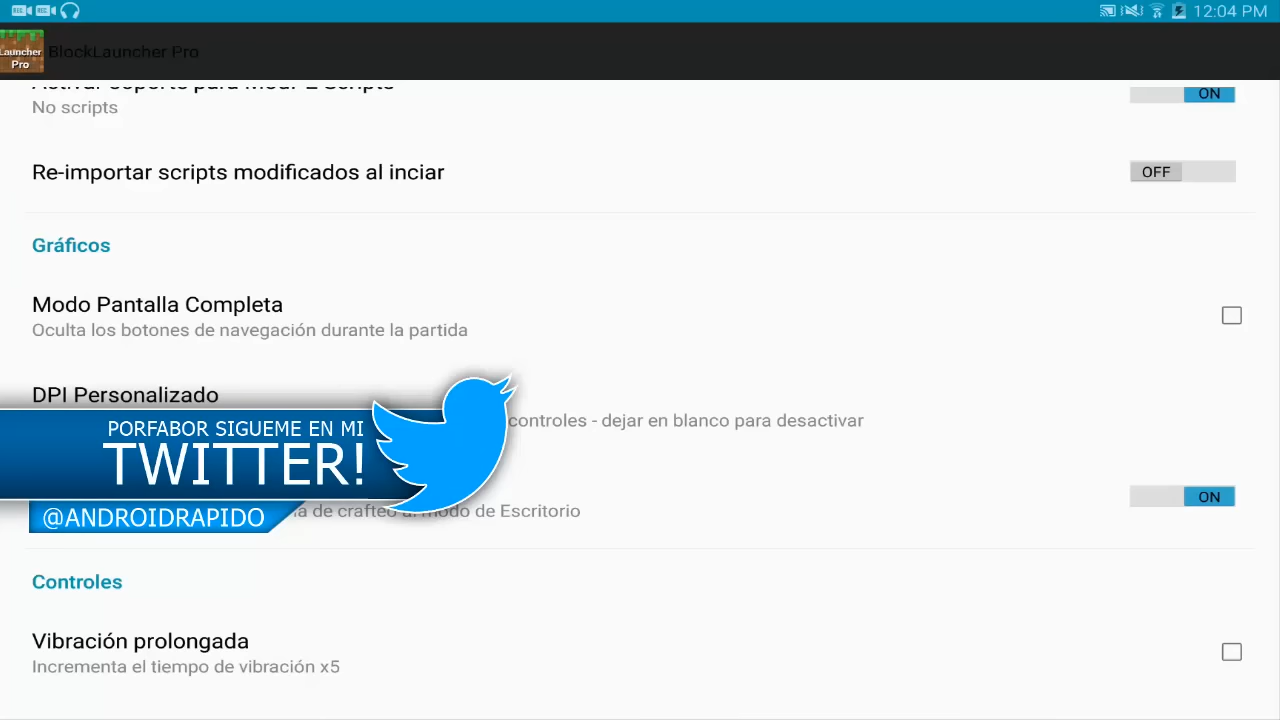 12:04 PM
Launcher
Pro
BlockLauncher Pro
No scripts
ON
Re-importar scripts modificados al inciar
OFF
Gráficos
Modo Pantalla Completa
Oculta los botones de navegación durante la partida
DPI Personalizado
controles - dejar en blanco para desactivar
PORFABOR SIGUEME EN MI
TWITTER!
@ANDROIDRAPIDO
de crafteo al modo de Escritorio
ON
Controles
Vibración prolongada
Incrementa el tiempo de vibración x5